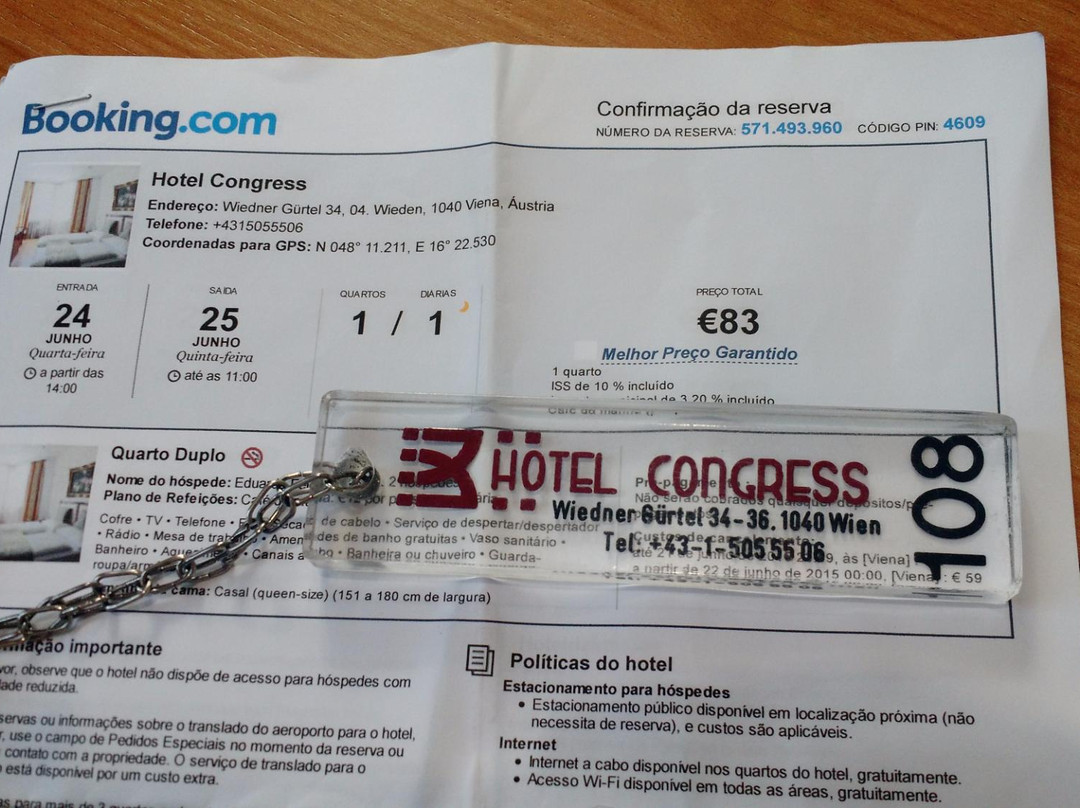 Booking.com
Confirmação da reserva
NÚMERO DA RESERVA: 571.493.960 CÓDIGO PIN: 4609
Hotel Congress
Endereço: Wiedner Gürtel 34, 04. Wieden, 1040 Viena, Áustria
Telefone: +4315055506
Coordenadas para GPS: N 048° 11.211, E 16° 22.530
ENTRADA
24
JUNHO
Quarta-feira
a partir das
14:00
SAÍDA
25
JUNHO
Quinta-feira
até as 11:00
QUARTOS DIÁRIAS
1 / 1
PREÇO TOTAL
€83
Melhor Preço Garantido
1 quarto
ISS de 10 % incluído
de 3,20 % incluído
HOTEL CONGRESS
Wiedner Gürtel 34-36, 1040 Wien
Tel. +43-1-505 55 06
108
Quarto Duplo
Nome do hóspede:
Plano de Refeições:
Cofre • TV • Telefone • de cabelo • Serviço de despertar/despertador
• Rádio • Mesa de des de banho gratuitas • Vaso sanitário •
Banheiro • • Canais a • Banheira ou chuveiro • Guarda-
cama: Casal (queen-size) (151 a 180 cm de largura)
Não serão cobrados
às [Viena]
a partir de 22 de junho de 2015 00:00, : € 59
importante
observe que o hotel não dispõe de acesso para hóspedes com
reduzida.
ou informações sobre o translado do aeroporto para o hotel,
use o campo de Pedidos Especiais no momento da reserva ou
contato com a propriedade. O serviço de translado para o
está disponível por um custo extra.
Políticas do hotel
Estacionamento para hóspedes
• Estacionamento público disponível em localização próxima (não
necessita de reserva), e custos são aplicáveis.
Internet
• Internet a cabo disponível nos quartos do hotel, gratuitamente.
• Acesso Wi-Fi disponível em todas as áreas, gratuitamente.